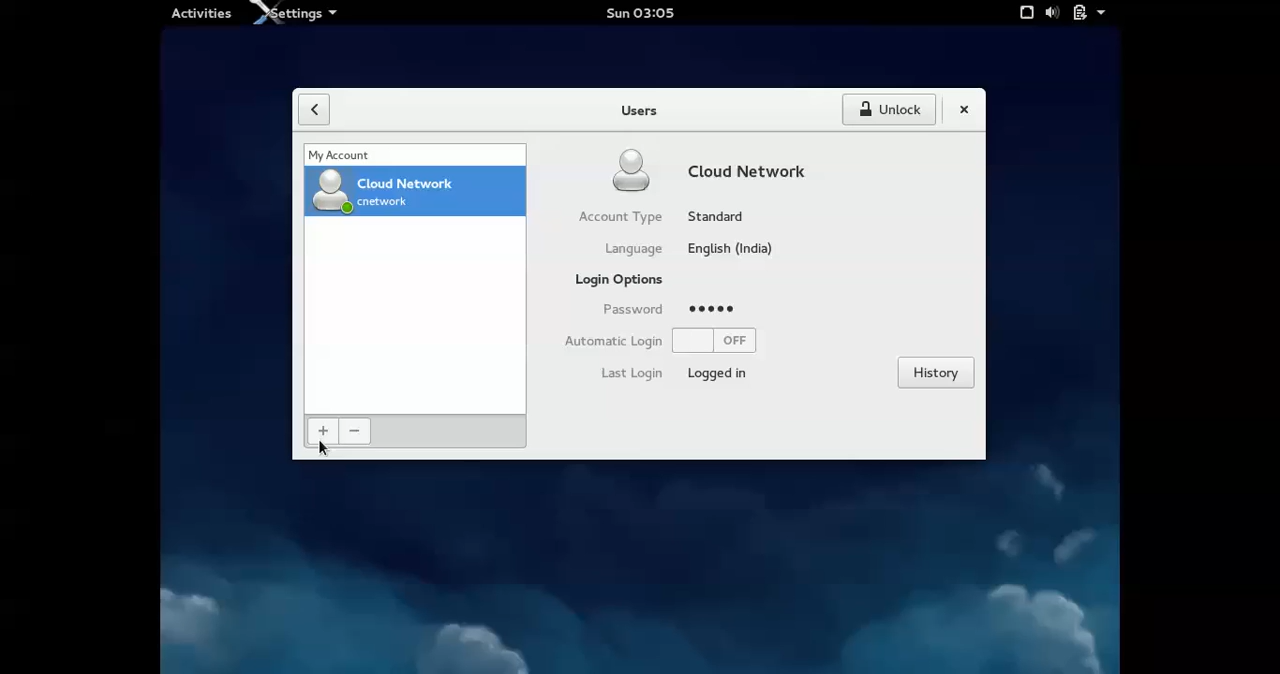 Activities Settings Sun 03:05
Users Unlock
My Account
Cloud Network
cnetwork
Cloud Network
Account Type Standard
Language English (India)
Login Options
Password •••••
Automatic Login OFF
Last Login Logged in History